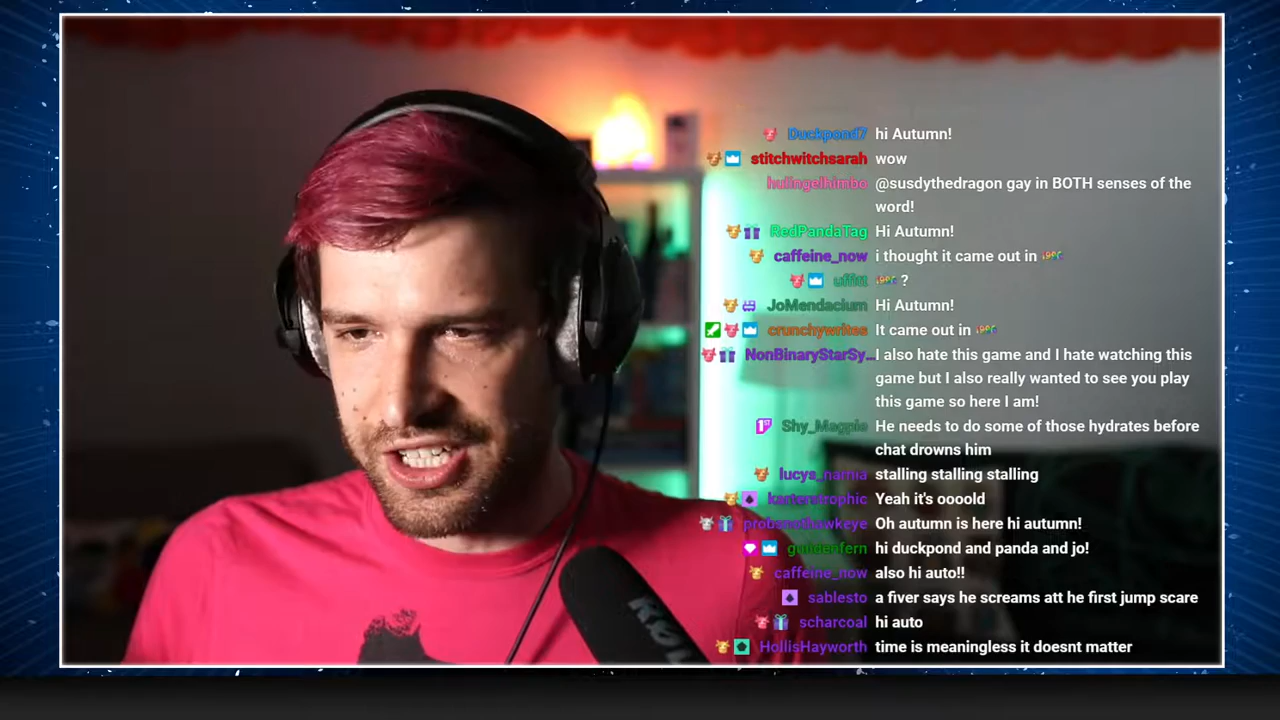 Duckpond7 hi Autumn!
stitchwitchsarah wow
hulingelhimbo @susdythedragon gay in BOTH senses of the
word!
RedPandaTag Hi Autumn!
caffeine_now i thought it came out in
?
JoMendacium Hi Autumn!
crunchywrites It came out in
NonBinaryStarSy... I also hate this game and I hate watching this
game but I also really wanted to see you play
this game so here I am!
Shy_Magpie He needs to do some of those hydrates before
chat drowns him
lucys_narnia stalling stalling stalling
karterstrophic Yeah it's oooold
probsnothawkeye Oh autumn is here hi autumn!
guildenfern hi duckpond and panda and jo!
caffeine_now also hi auto!!
sablesto a fiver says he screams att he first jump scare
scharcoal hi auto
HollisHayworth time is meaningless it doesnt matter